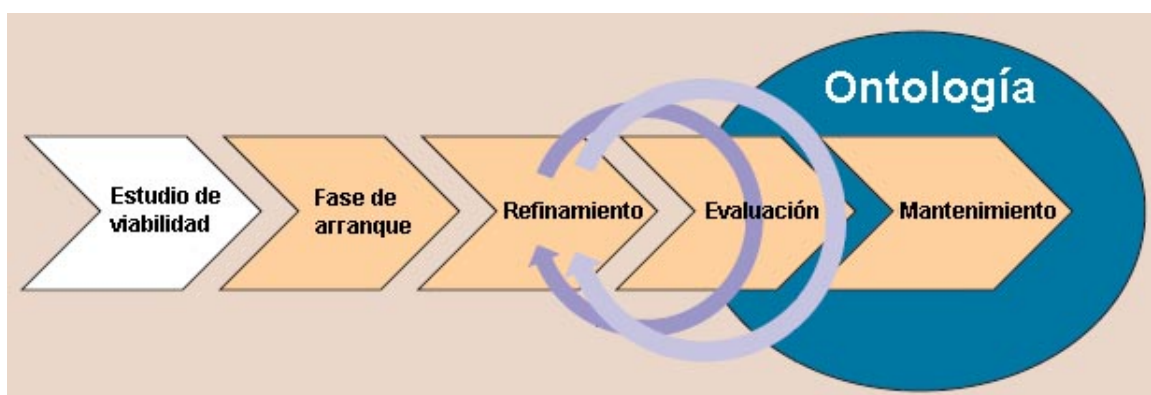 Ontología
Estudio de
viabilidad
Fase de
arranque
Refinamiento
Evaluación
Mantenimiento